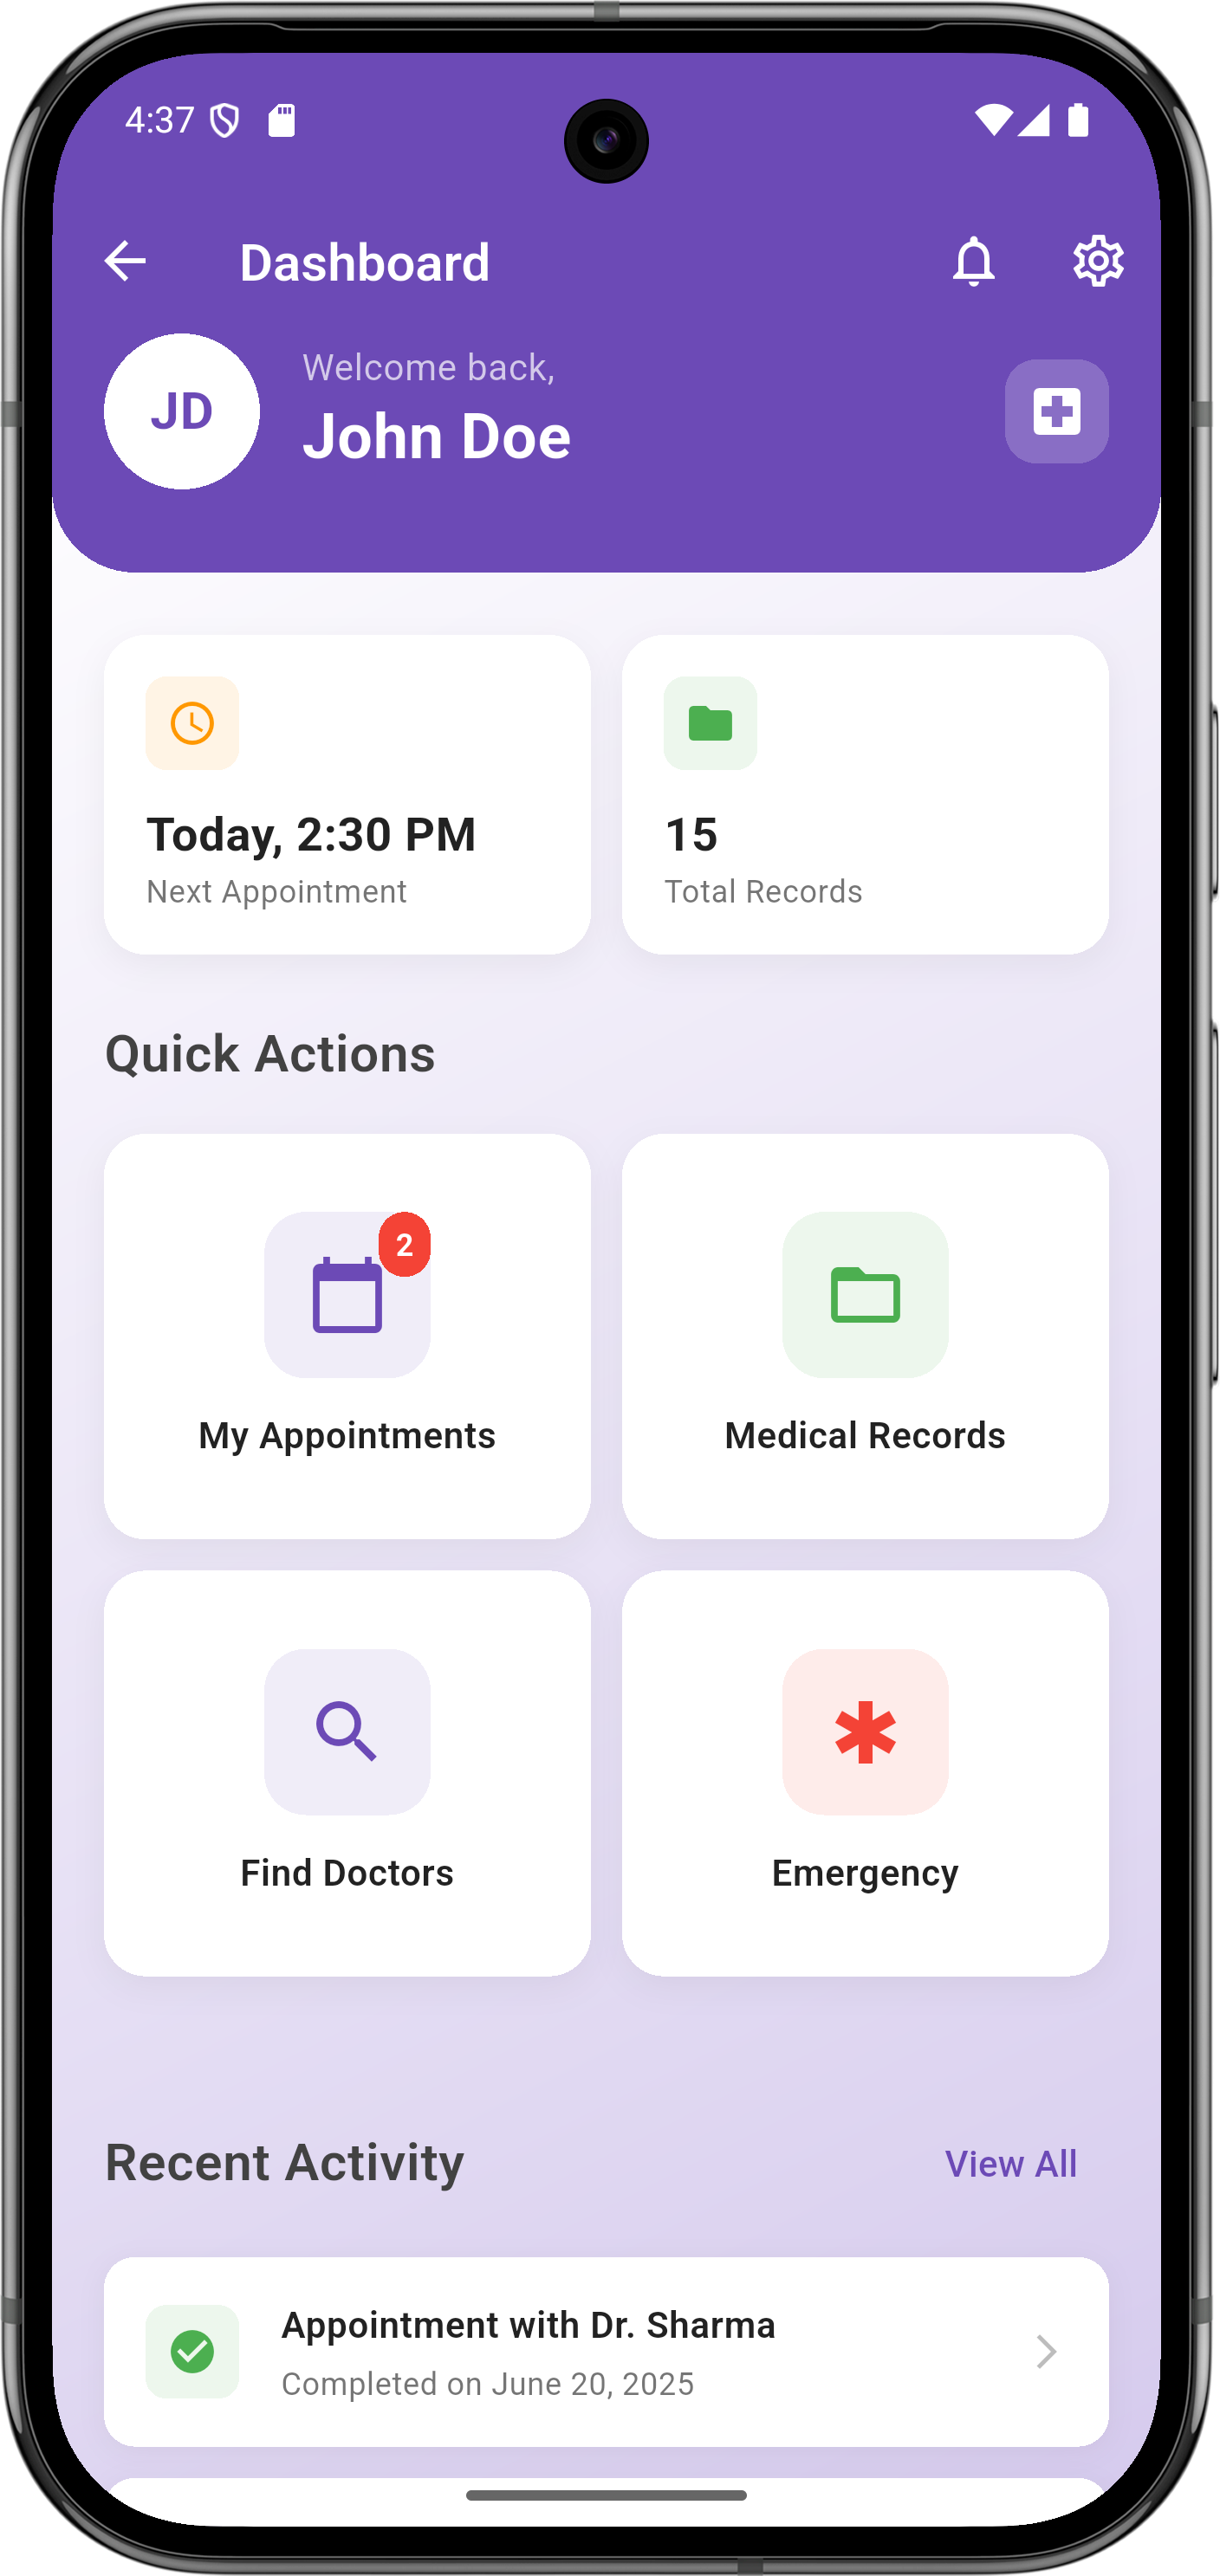 4:37
Dashboard
JD
Welcome back,
John Doe
Today, 2:30 PM
Next Appointment
15
Total Records
Quick Actions
2
My Appointments
Medical Records
Find Doctors
Emergency
Recent Activity
View All
Appointment with Dr. Sharma
Completed on June 20, 2025